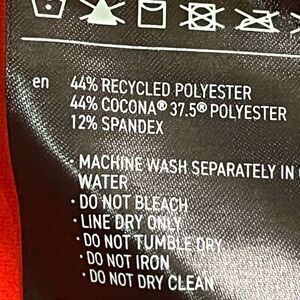 en 44% RECYCLED POLYESTER
44% COCONA® 37.5® POLYESTER
12% SPANDEX
· MACHINE WASH SEPARATELY IN
WATER
· DO NOT BLEACH
· LINE DRY ONLY
· DO NOT TUMBLE DRY
· DO NOT IRON
· DO NOT DRY CLEAN